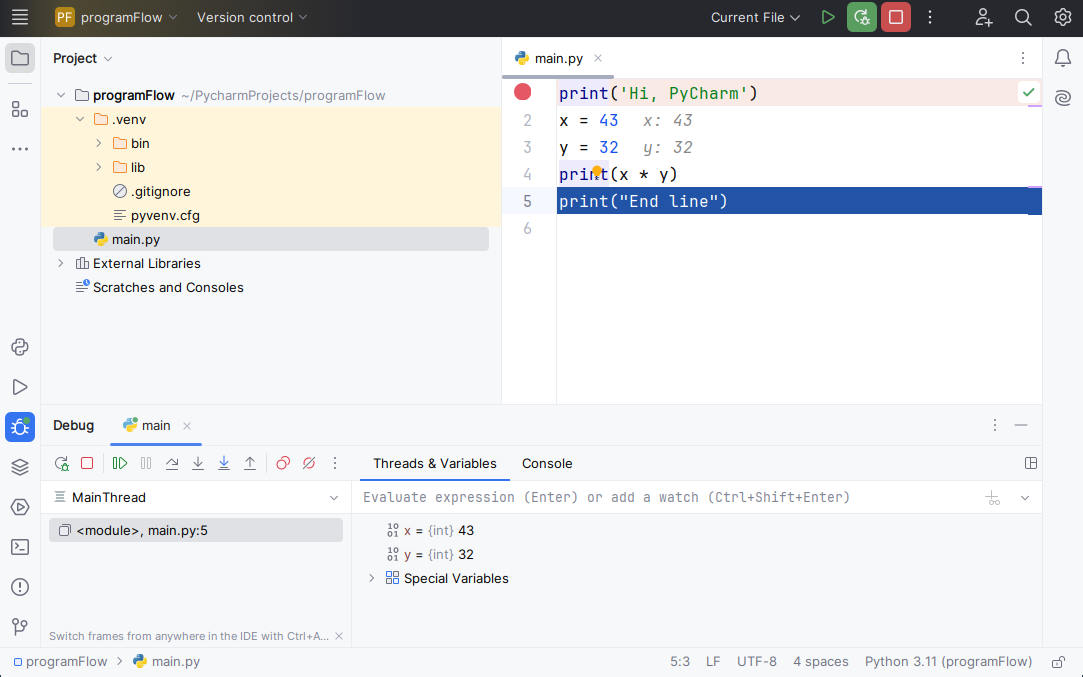 PF programFlow Version control Current File
Project
main.py
programFlow ~/PycharmProjects/programFlow
.venv
bin
lib
.gitignore
pyvenv.cfg
main.py
External Libraries
Scratches and Consoles
print('Hi, PyCharm')
2 x = 43 x: 43
3 y = 32 y: 32
4 print(x * y)
5 print("End line")
6
Debug main
Threads & Variables Console
MainThread
Evaluate expression (Enter) or add a watch (Ctrl+Shift+Enter)
<module>, main.py:5
x = {int} 43
y = {int} 32
Special Variables
Switch frames from anywhere in the IDE with Ctrl+A...
programFlow main.py 5:3 LF UTF-8 4 spaces Python 3.11 (programFlow)